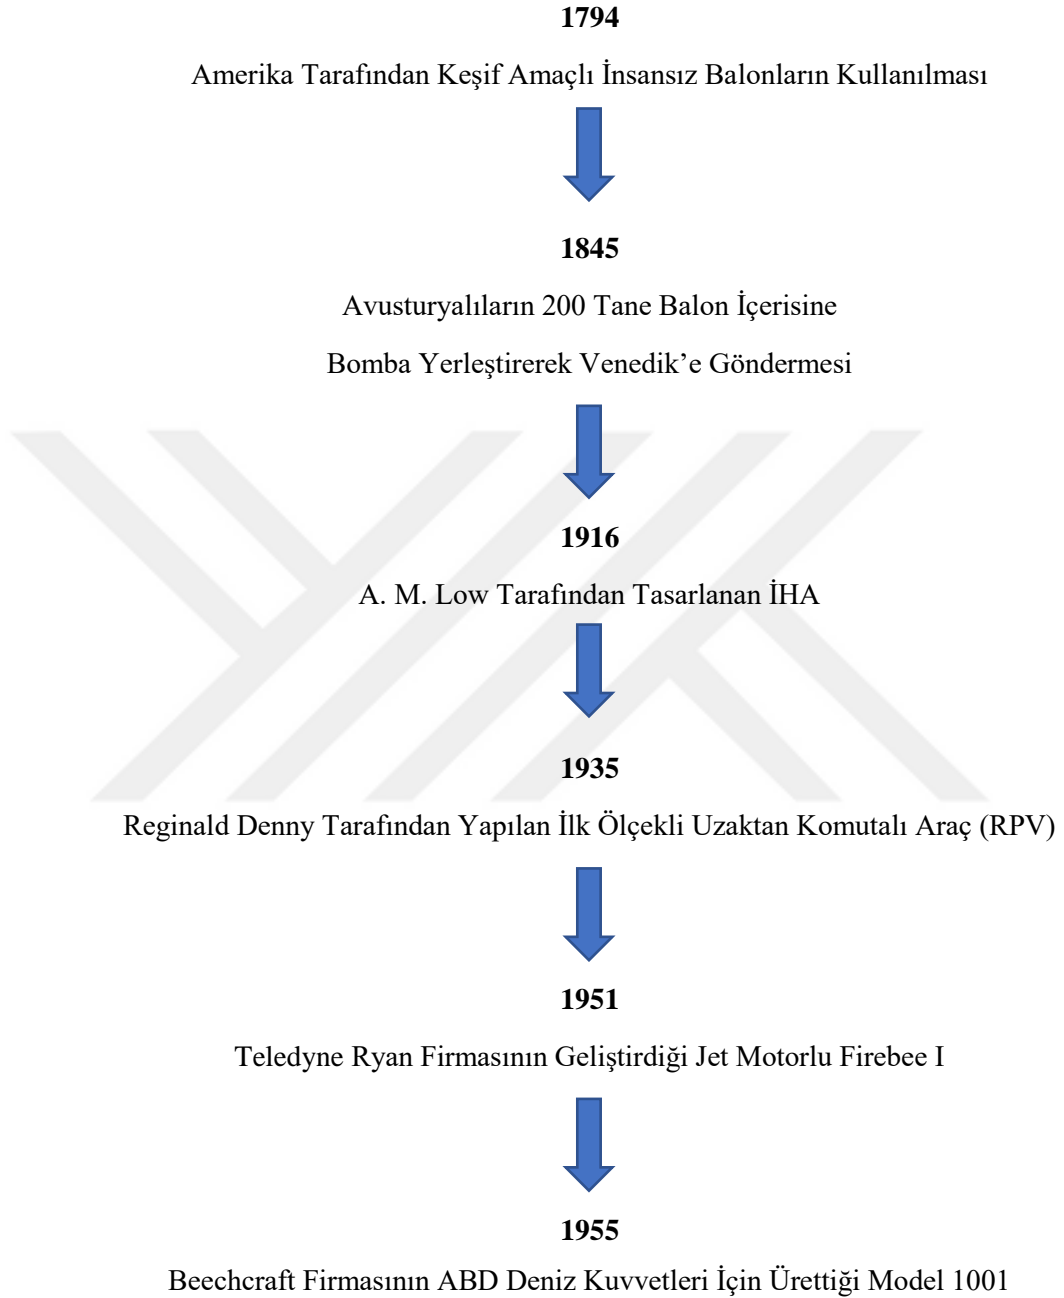 1794
Amerika Tarafından Keşif Amaçlı İnsansız Balonların Kullanılması
1845
Avusturyalıların 200 Tane Balon İçerisine
Bomba Yerleştirerek Venedik’e Göndermesi
1916
A. M. Low Tarafından Tasarlanan İHA
1935
Reginald Denny Tarafından Yapılan İlk Ölçekli Uzaktan Komutalı Araç (RPV)
1951
Teledyne Ryan Firmasının Geliştirdiği Jet Motorlu Firebee I
1955
Beechcraft Firmasının ABD Deniz Kuvvetleri İçin Ürettiği Model 1001